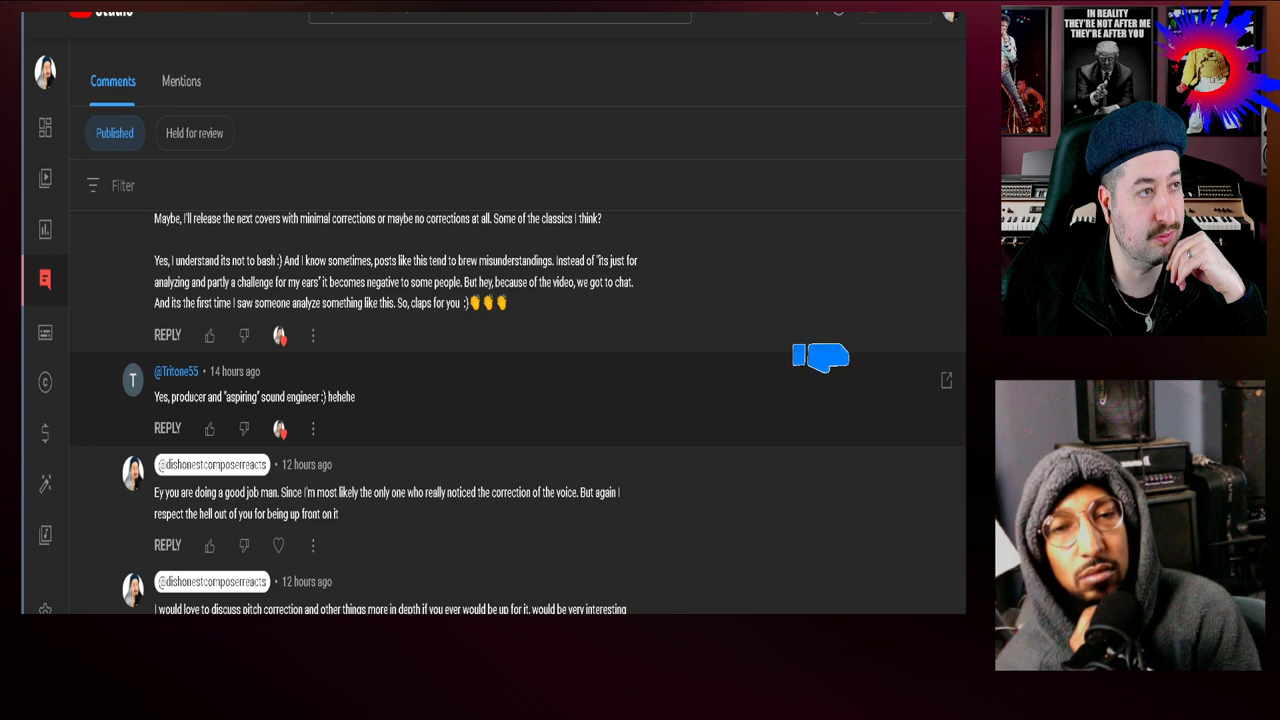 Studio
IN REALITY
THEY'RE NOT AFTER ME
THEY'RE AFTER YOU
Comments
Mentions
Published
Held for review
Filter
Maybe, I'll release the next covers with minimal corrections or maybe no corrections at all. Some of the classics I think?
Yes, I understand its not to bash :) And I know sometimes, posts like this tend to brew misunderstandings. Instead of "its just for
analyzing and partly a challenge for my ears" it becomes negative to some people. But hey, because of the video, we got to chat.
And its the first time I saw someone analyze something like this. So, claps for you :)👏👏👏
REPLY
T
@Tritone55 • 14 hours ago
Yes, producer and "aspiring" sound engineer :) hehehe
REPLY
@dishonestcomposerreacts • 12 hours ago
Ey you are doing a good job man. Since I'm most likely the only one who really noticed the correction of the voice. But again I
respect the hell out of you for being up front on it
REPLY
@dishonestcomposerreacts • 12 hours ago
I would love to discuss pitch correction and other things more in depth if you ever would be up for it, would be very interesting